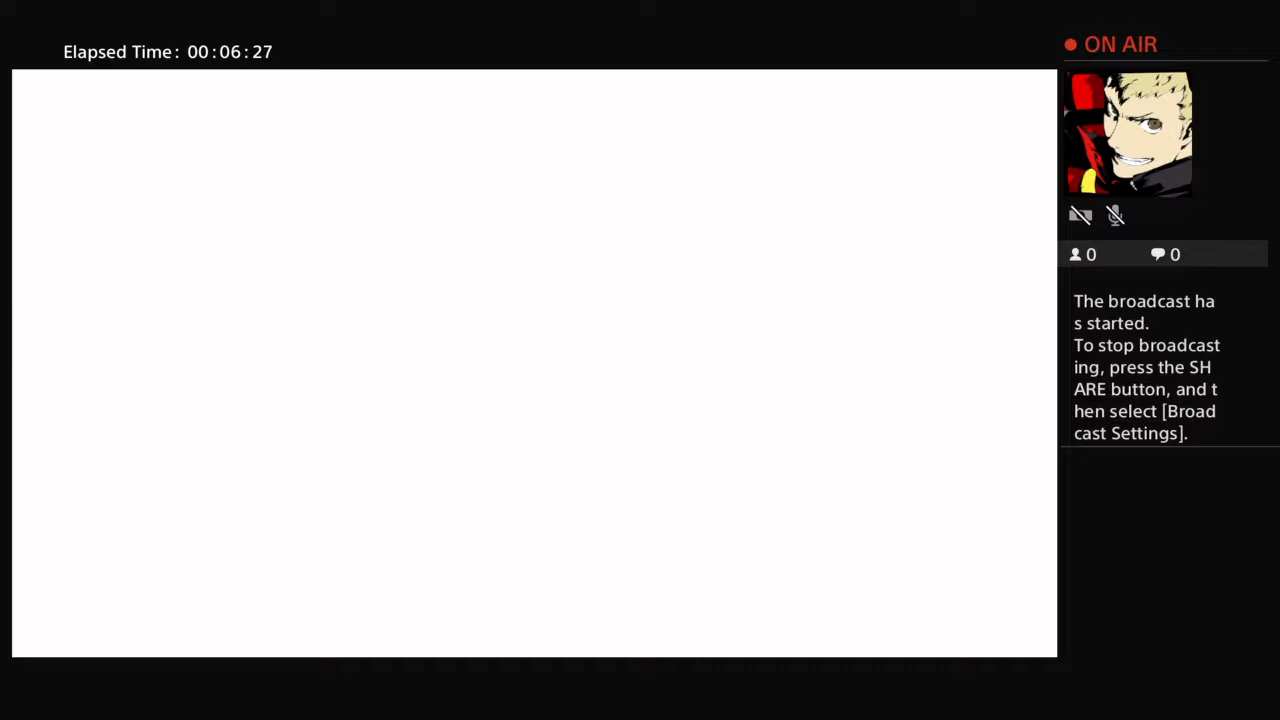 Elapsed Time: 00:06:27
ON AIR
0 0
The broadcast ha
s started.
To stop broadcast
ing, press the SH
ARE button, and t
hen select [Broad
cast Settings].